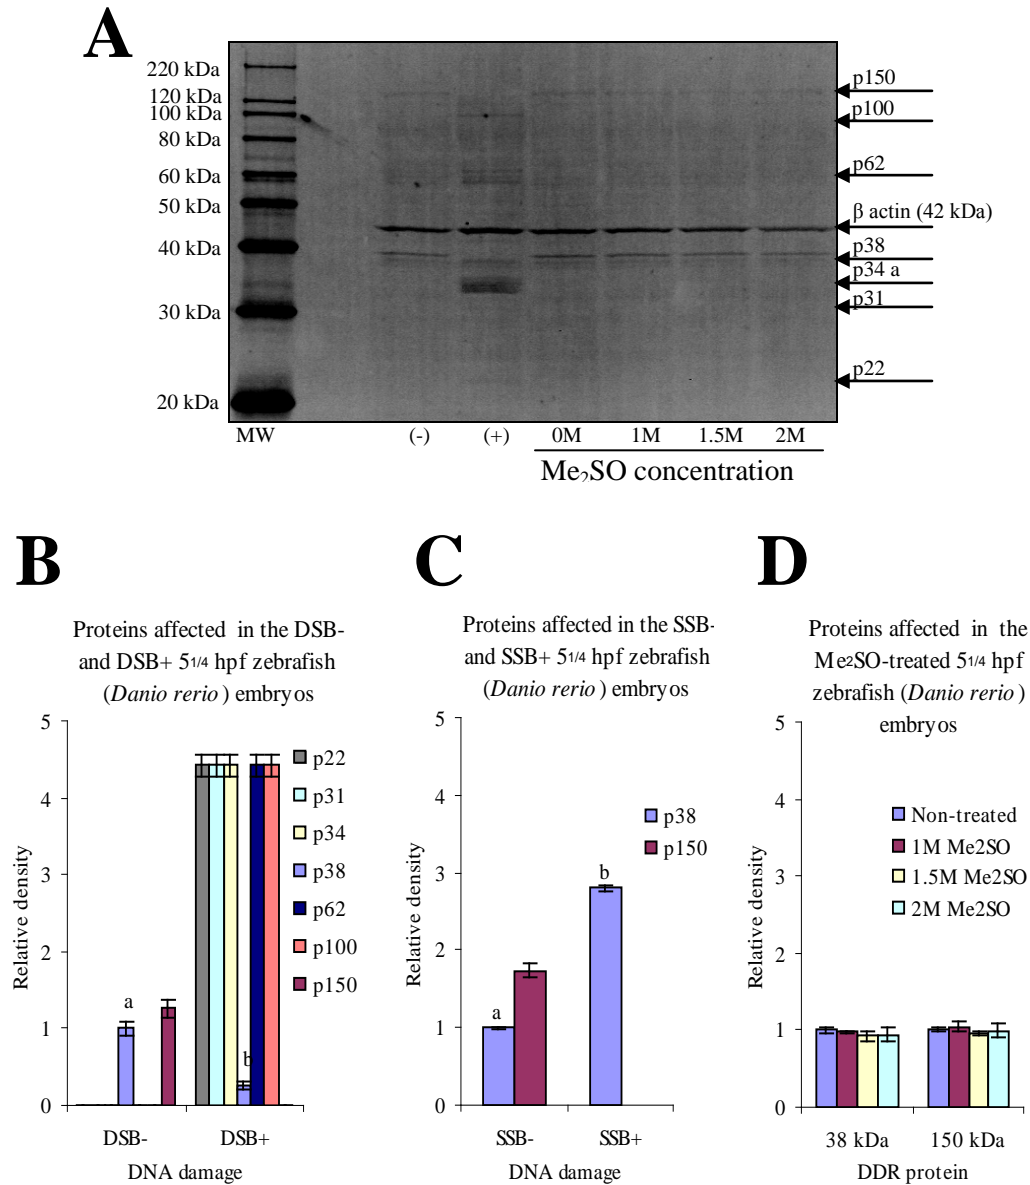 A
220 kDa
120 kDa
100 kDa
80 kDa
60 kDa
50 kDa
40 kDa
30 kDa
20 kDa
p150
p100
p62
β actin (42 kDa)
p38
p34 a
p31
p22
MW (-) (+) 0M 1M 1.5M 2M
Me2SO concentration
B
Proteins affected in the DSB-
and DSB+ 51/4 hpf zebrafish
(Danio rerio) embryos
Relative density
5
4
3
2
1
0
a
b
p22
p31
p34
p38
p62
p100
p150
DSB- DSB+
DNA damage
C
Proteins affected in the SSB-
and SSB+ 51/4 hpf zebrafish
(Danio rerio) embryos
Relative density
5
4
3
2
1
0
a
b
p38
p150
SSB- SSB+
DNA damage
D
Proteins affected in the
Me2SO-treated 51/4 hpf
zebrafish (Danio rerio)
embryos
Relative density
5
4
3
2
1
0
Non-treated
1M Me2SO
1.5M Me2SO
2M Me2SO
38 kDa 150 kDa
DDR protein